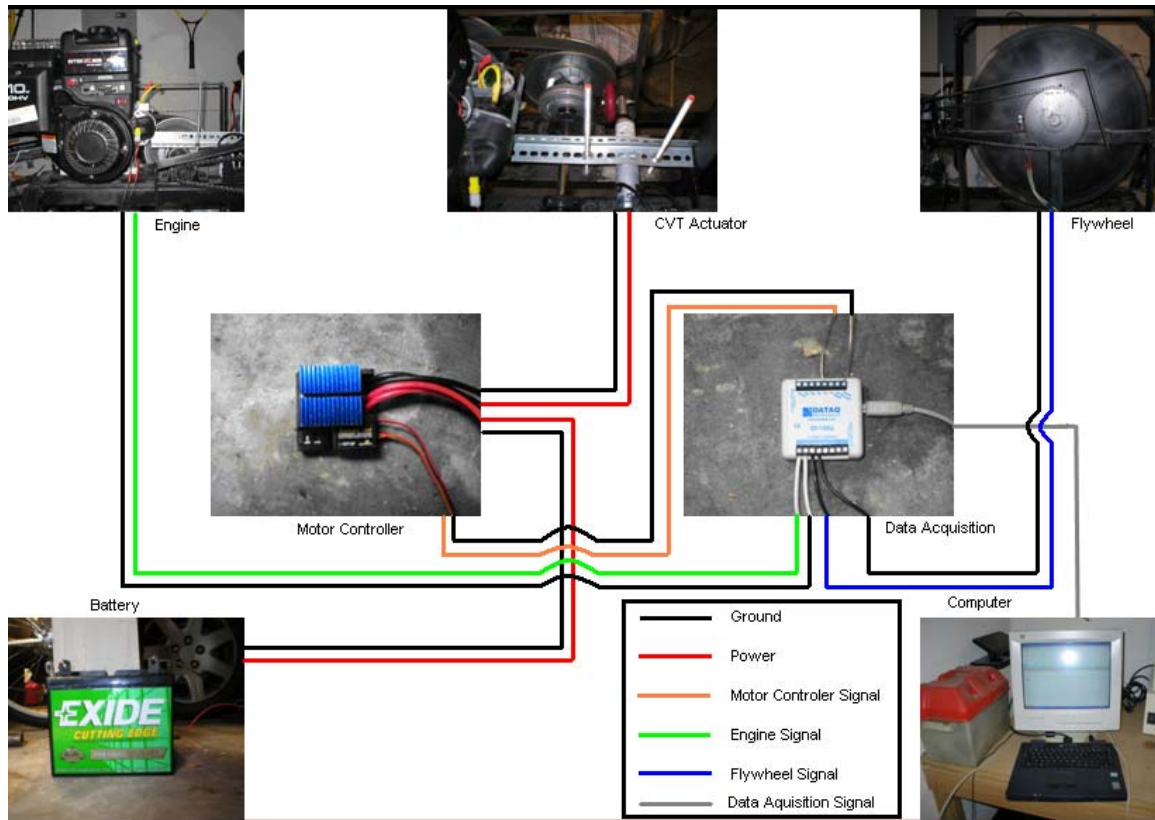 Engine
CVT Actuator
Flywheel
DATAQ
Motor Controller
Data Acquisition
Battery
Computer
EXIDE
CUTTING EDGE
Ground
Power
Motor Controler Signal
Engine Signal
Flywheel Signal
Data Aquisition Signal